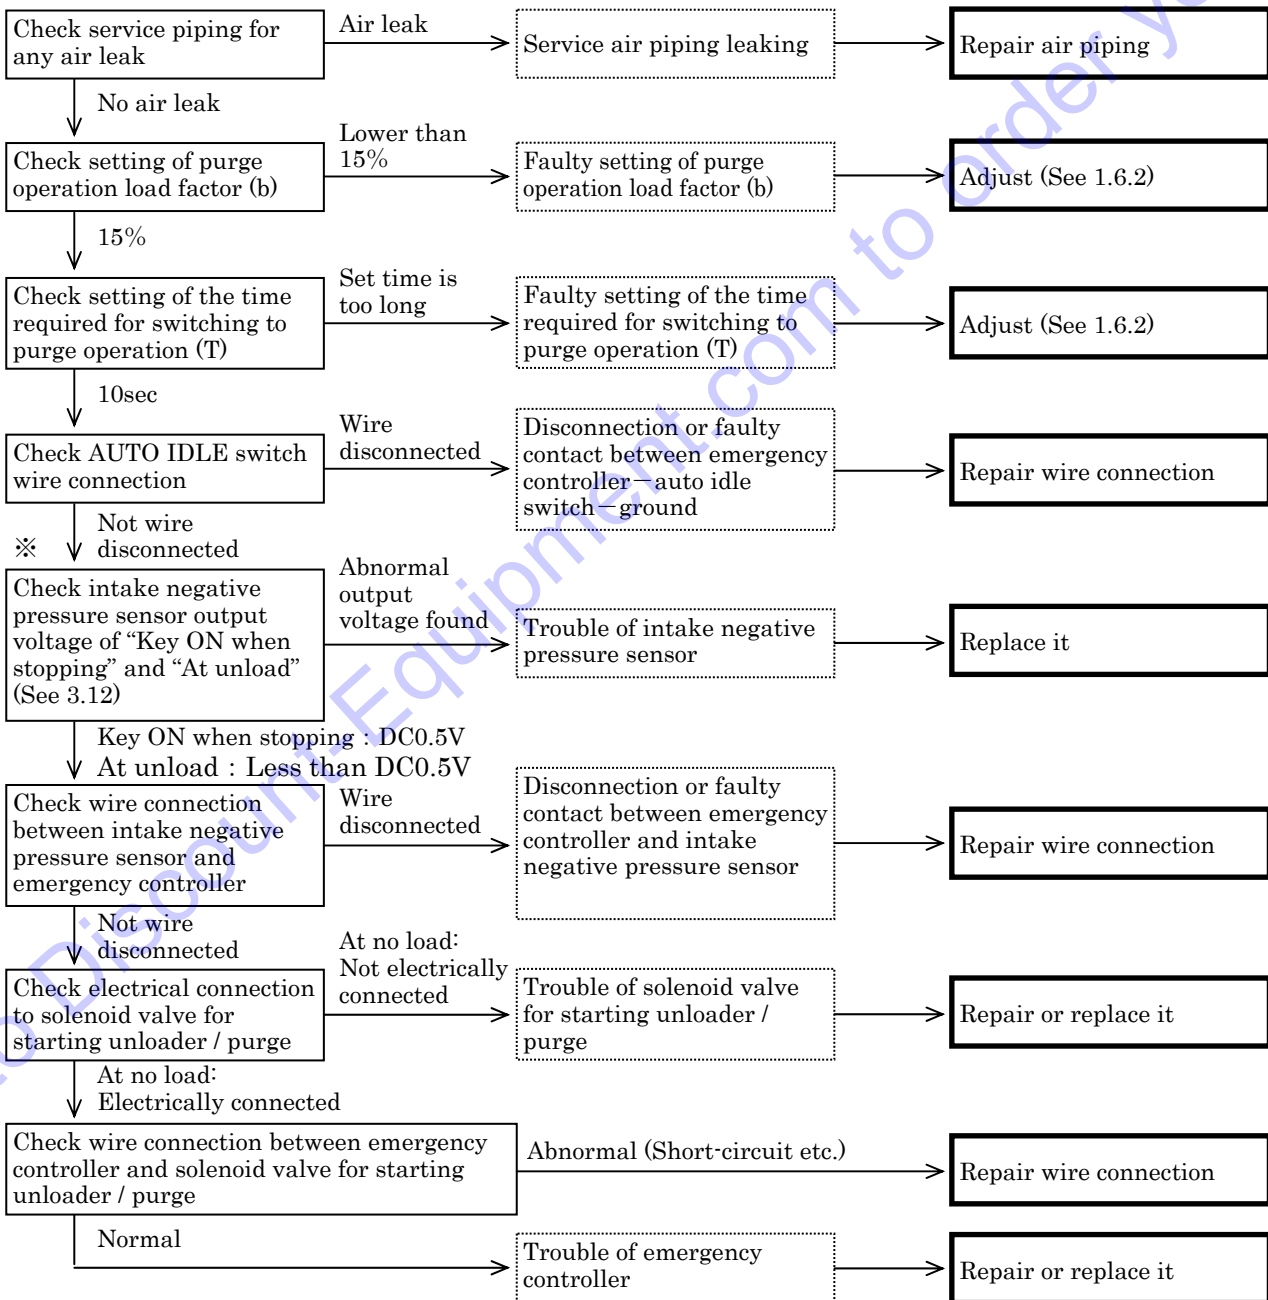 Check service piping for
any air leak
Air leak
Service air piping leaking
Repair air piping
No air leak
Check setting of purge
operation load factor (b)
Lower than
15%
Faulty setting of purge
operation load factor (b)
Adjust (See 1.6.2)
15%
Check setting of the time
required for switching to
purge operation (T)
Set time is
too long
Faulty setting of the time
required for switching to
purge operation (T)
Adjust (See 1.6.2)
10sec
Check AUTO IDLE switch
wire connection
Wire
disconnected
Disconnection or faulty
contact between emergency
controller－auto idle
switch－ground
Repair wire connection
Not wire
disconnected
※
Check intake negative
pressure sensor output
voltage of “Key ON when
stopping” and “At unload”
(See 3.12)
Abnormal
output
voltage found
Trouble of intake negative
pressure sensor
Replace it
Key ON when stopping：DC0.5V
At unload：Less than DC0.5V
Check wire connection
between intake negative
pressure sensor and
emergency controller
Wire
disconnected
Disconnection or faulty
contact between emergency
controller and intake
negative pressure sensor
Repair wire connection
Not wire
disconnected
Check electrical connection
to solenoid valve for
starting unloader / purge
At no load:
Not electrically
connected
Trouble of solenoid valve
for starting unloader /
purge
Repair or replace it
At no load:
Electrically connected
Check wire connection between emergency
controller and solenoid valve for starting
unloader / purge
Abnormal (Short-circuit etc.)
Repair wire connection
Normal
Trouble of emergency
controller
Repair or replace it
to Discount-Equipment.com to order